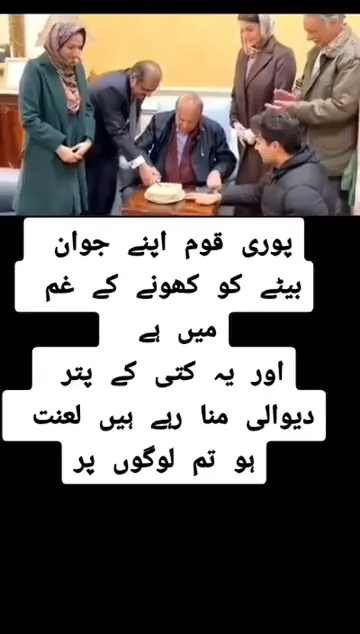 پوری قوم اپنے جوان
بیٹے کو کھونے کے غم
میں ہے
اور یہ کتی کے پتر
دیوالی منا رہے ہیں لعنت
ہو تم لوگوں پر